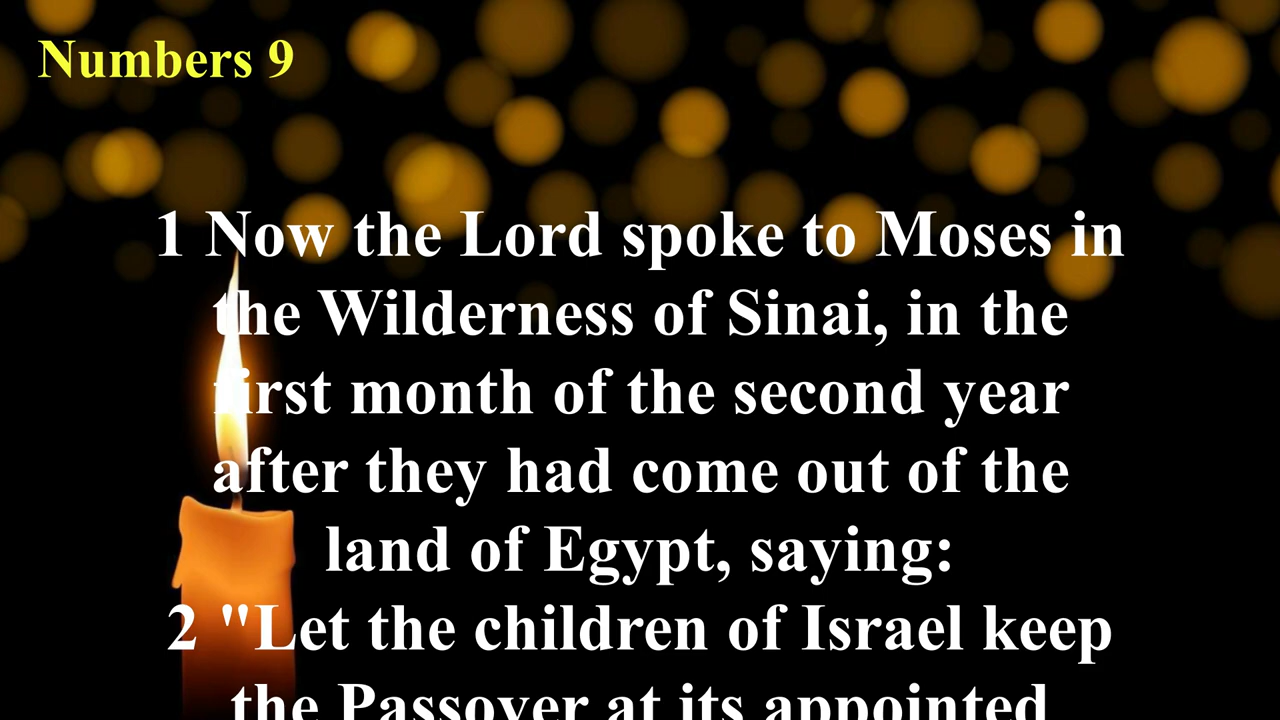 Numbers 9
1 Now the Lord spoke to Moses in
the Wilderness of Sinai, in the
first month of the second year
after they had come out of the
land of Egypt, saying:
2 "Let the children of Israel keep
the Passover at its appointed